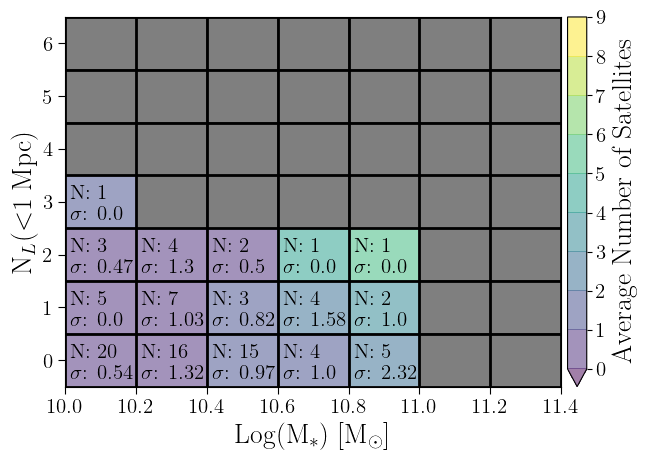 6
5
4
3
2
1
0
N_L(<1 Mpc)
N: 1
σ: 0.0
N: 3
σ: 0.47
N: 4
σ: 1.3
N: 2
σ: 0.5
N: 1
σ: 0.0
N: 1
σ: 0.0
N: 5
σ: 0.0
N: 7
σ: 1.03
N: 3
σ: 0.82
N: 4
σ: 1.58
N: 2
σ: 1.0
N: 20
σ: 0.54
N: 16
σ: 1.32
N: 15
σ: 0.97
N: 4
σ: 1.0
N: 5
σ: 2.32
10.0 10.2 10.4 10.6 10.8 11.0 11.2 11.4
Log(M_*) [M_⊙]
9
8
7
6
5
4
3
2
1
0
Average Number of Satellites